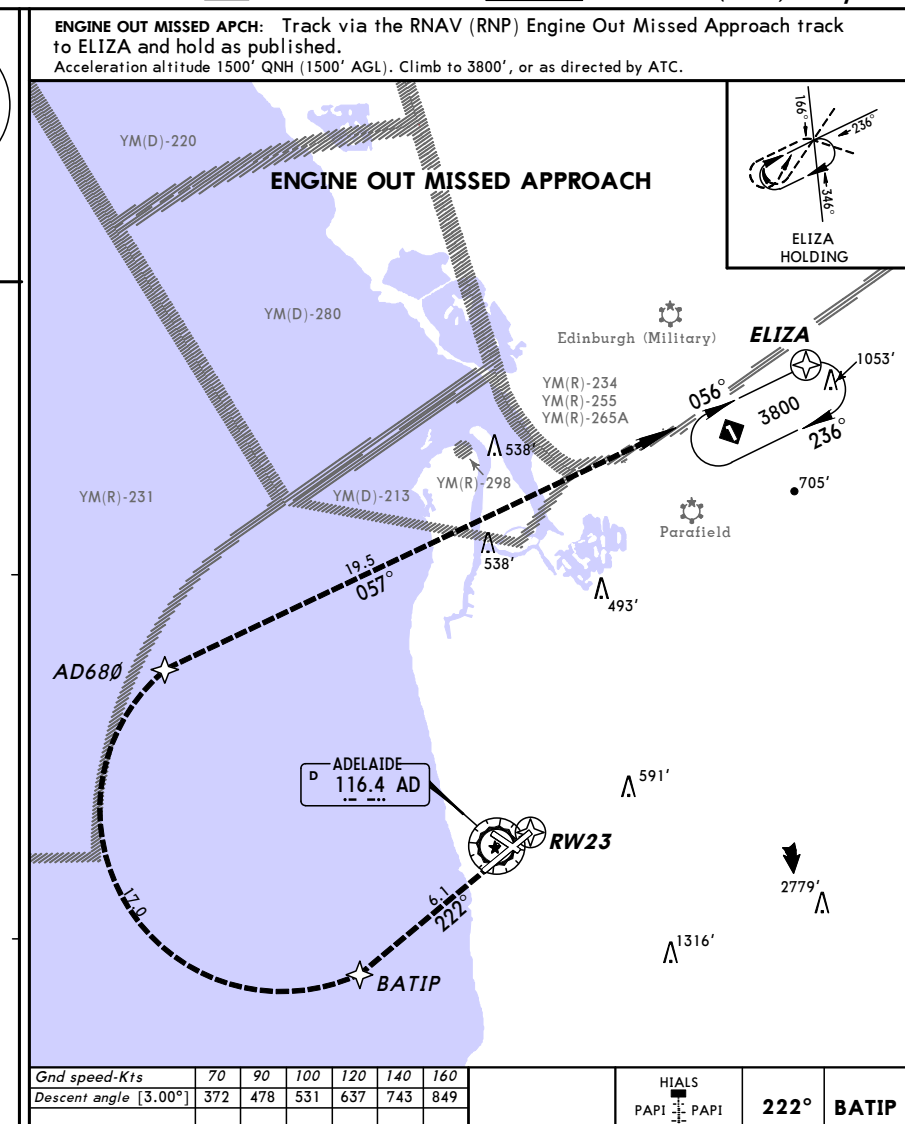 ENGINE OUT MISSED APCH: Track via the RNAV (RNP) Engine Out Missed Approach track
to ELIZA and hold as published.
Acceleration altitude 1500' QNH (1500' AGL). Climb to 3800', or as directed by ATC.
YM(D)-220
ENGINE OUT MISSED APPROACH
166°
236°
346°
ELIZA
HOLDING
YM(D)-280
Edinburgh (Military)
ELIZA
1053'
YM(R)-234
YM(R)-255
YM(R)-265A
056°
3800
1
236°
538'
YM(R)-231
YM(D)-213
YM(R)-298
705'
Parafield
538'
19.5
057°
493'
AD680
ADELAIDE
D 116.4 AD
591'
RW23
17.0
6.1
222°
2779'
1316'
BATIP
Gnd speed-Kts 70 90 100 120 140 160
Descent angle [3.00°] 372 478 531 637 743 849
HIALS
PAPI PAPI
222°
BATIP